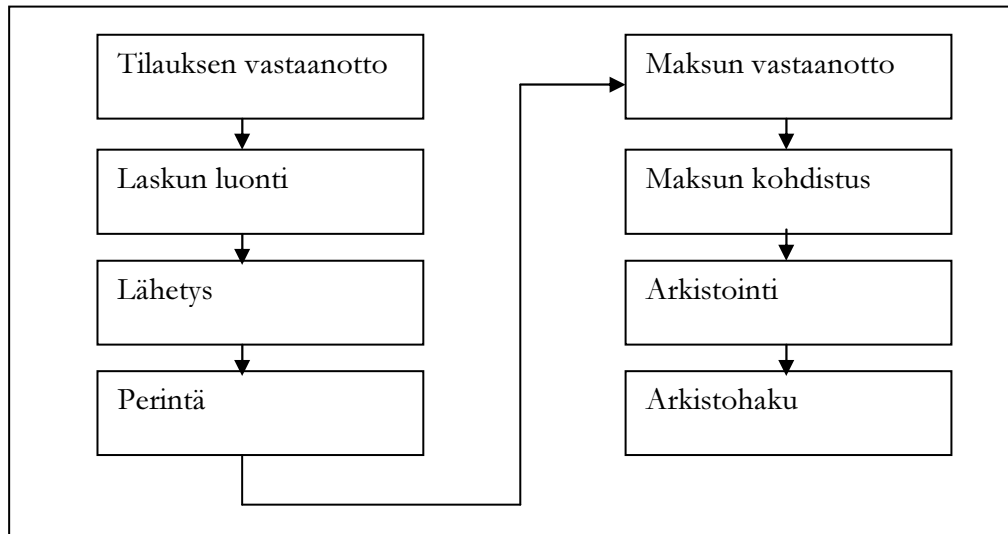 Tilauksen vastaanotto
Laskun luonti
Lähetys
Perintä
Maksun vastaanotto
Maksun kohdistus
Arkistointi
Arkistohaku